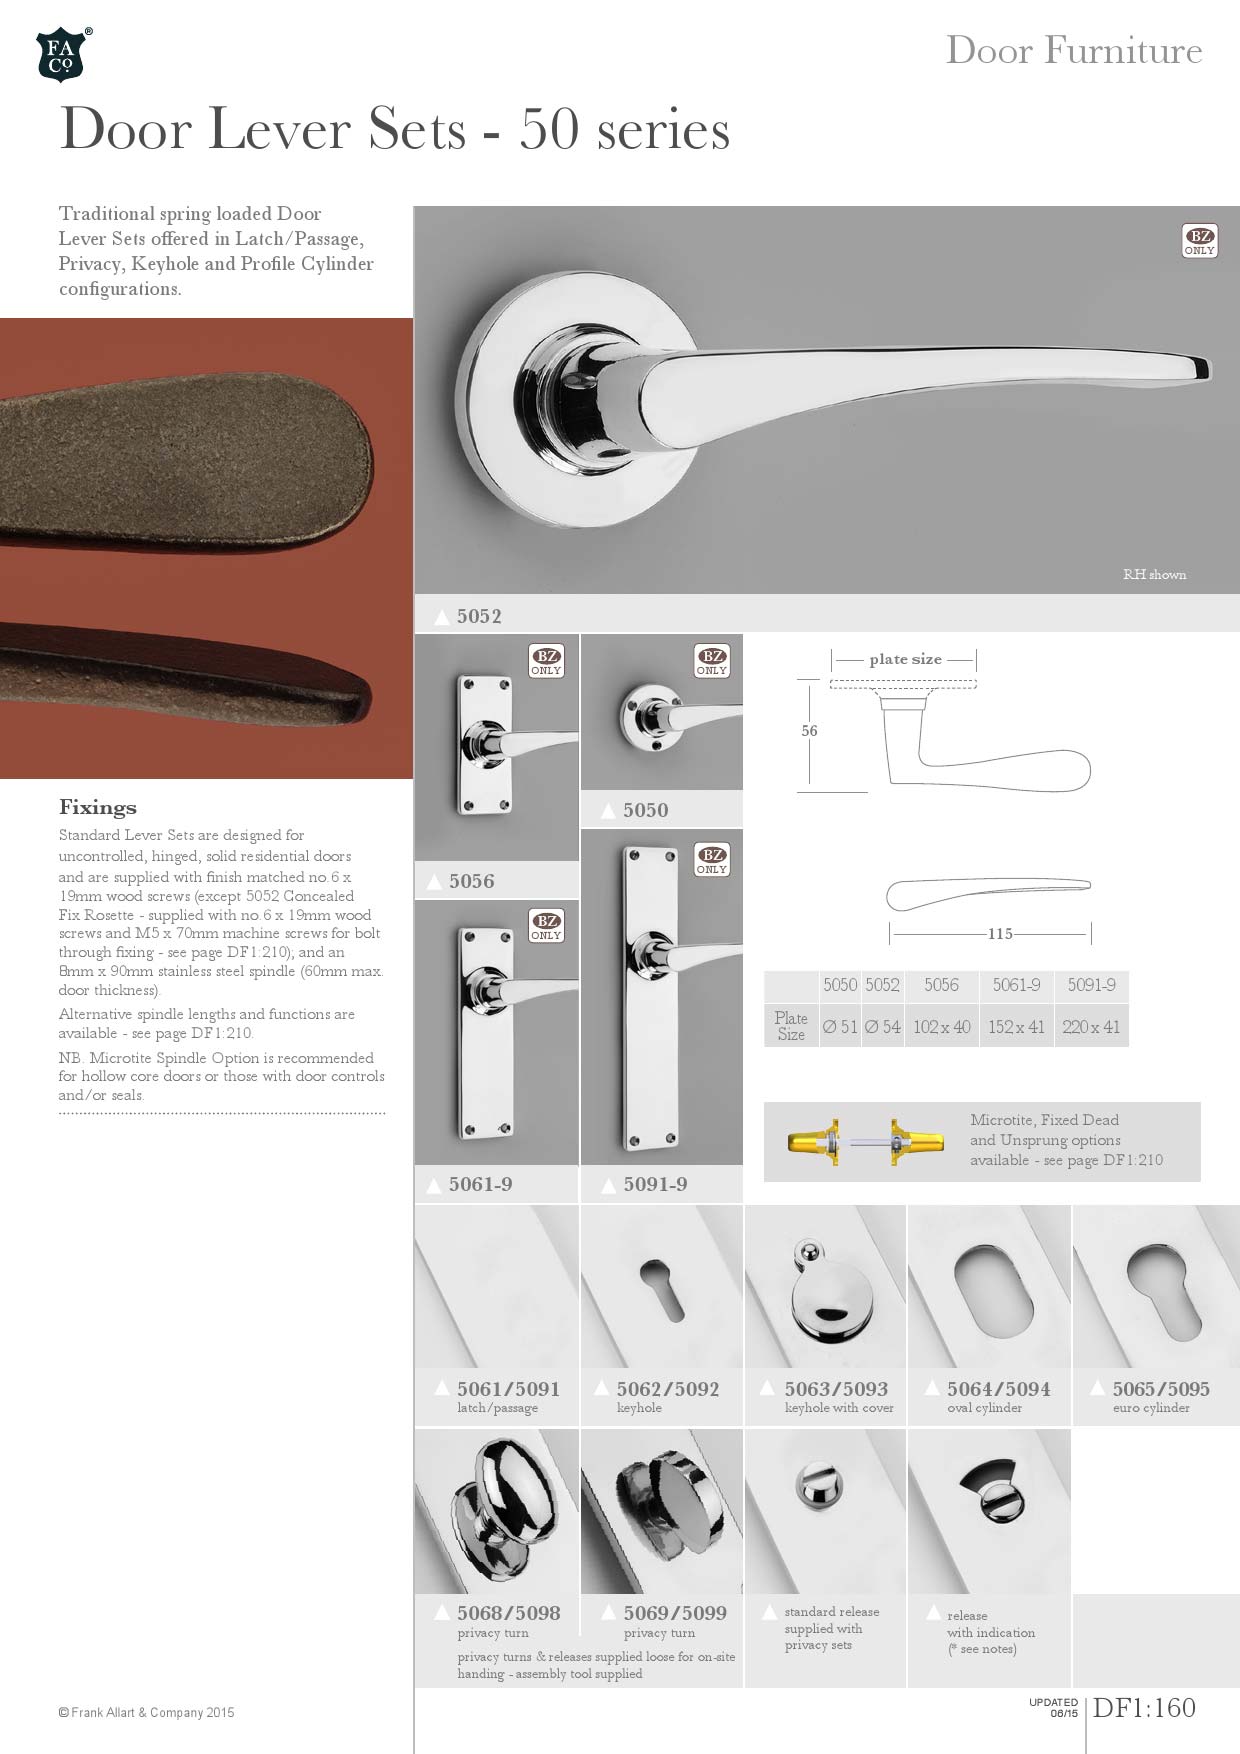 FA
Co.
®
Door Furniture
Door Lever Sets - 50 series
Traditional spring loaded Door
Lever Sets offered in Latch/Passage,
Privacy, Keyhole and Profile Cylinder
configurations.
BZ
ONLY
RH shown
5052
BZ
ONLY
5056
BZ
ONLY
5050
BZ
ONLY
5061-9
BZ
ONLY
5091-9
plate size
56
115
5050 5052 5056 5061-9 5091-9
Plate
Size
Ø 51 Ø 54 102 x 40 152 x 41 220 x 41
Microtite, Fixed Dead
and Unsprung options
available - see page DF1:210
Fixings
Standard Lever Sets are designed for
uncontrolled, hinged, solid residential doors
and are supplied with finish matched no.6 x
19mm wood screws (except 5052 Concealed
Fix Rosette - supplied with no.6 x 19mm wood
screws and M5 x 70mm machine screws for bolt
through fixing - see page DF1:210); and an
8mm x 90mm stainless steel spindle (60mm max.
door thickness).
Alternative spindle lengths and functions are
available - see page DF1:210.
NB. Microtite Spindle Option is recommended
for hollow core doors or those with door controls
and/or seals.
5061/5091
latch/passage
5062/5092
keyhole
5063/5093
keyhole with cover
5064/5094
oval cylinder
5065/5095
euro cylinder
5068/5098
privacy turn
5069/5099
privacy turn
privacy turns & releases supplied loose for on-site
handing - assembly tool supplied
standard release
supplied with
privacy sets
release
with indication
(* see notes)
© Frank Allart & Company 2015
UPDATED
06/15
DF1:160